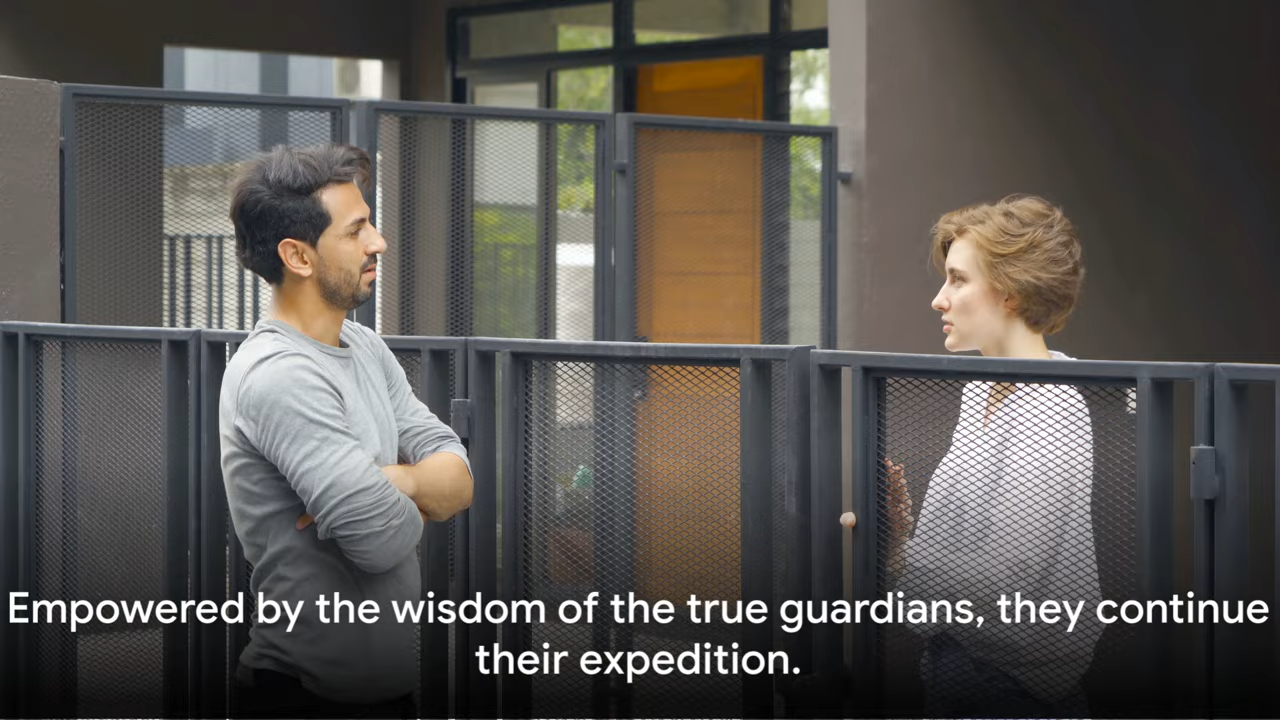 Empowered by the wisdom of the true guardians, they continue
their expedition.